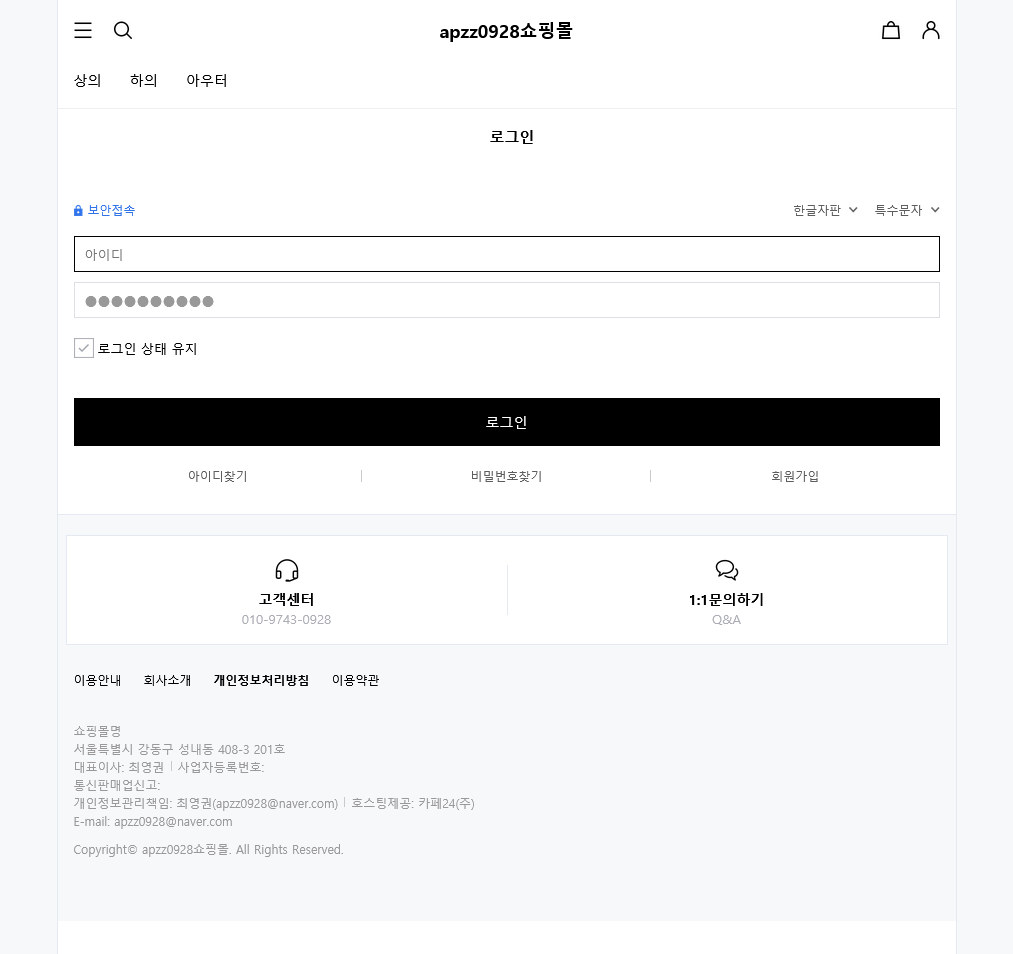 apzz0928쇼핑몰
상의 하의 아우터
로그인
보안접속 한글자판 특수문자
아이디
●●●●●●●●●●
로그인 상태 유지
로그인
아이디찾기 비밀번호찾기 회원가입
고객센터 1:1문의하기
010-9743-0928 Q&A
이용안내 회사소개 개인정보처리방침 이용약관
쇼핑몰명
서울특별시 강동구 성내동 408-3 201호
대표이사: 최영권 | 사업자등록번호:
통신판매업신고:
개인정보관리책임: 최영권(apzz0928@naver.com) | 호스팅제공: 카페24(주)
E-mail: apzz0928@naver.com
Copyright© apzz0928쇼핑몰. All Rights Reserved.